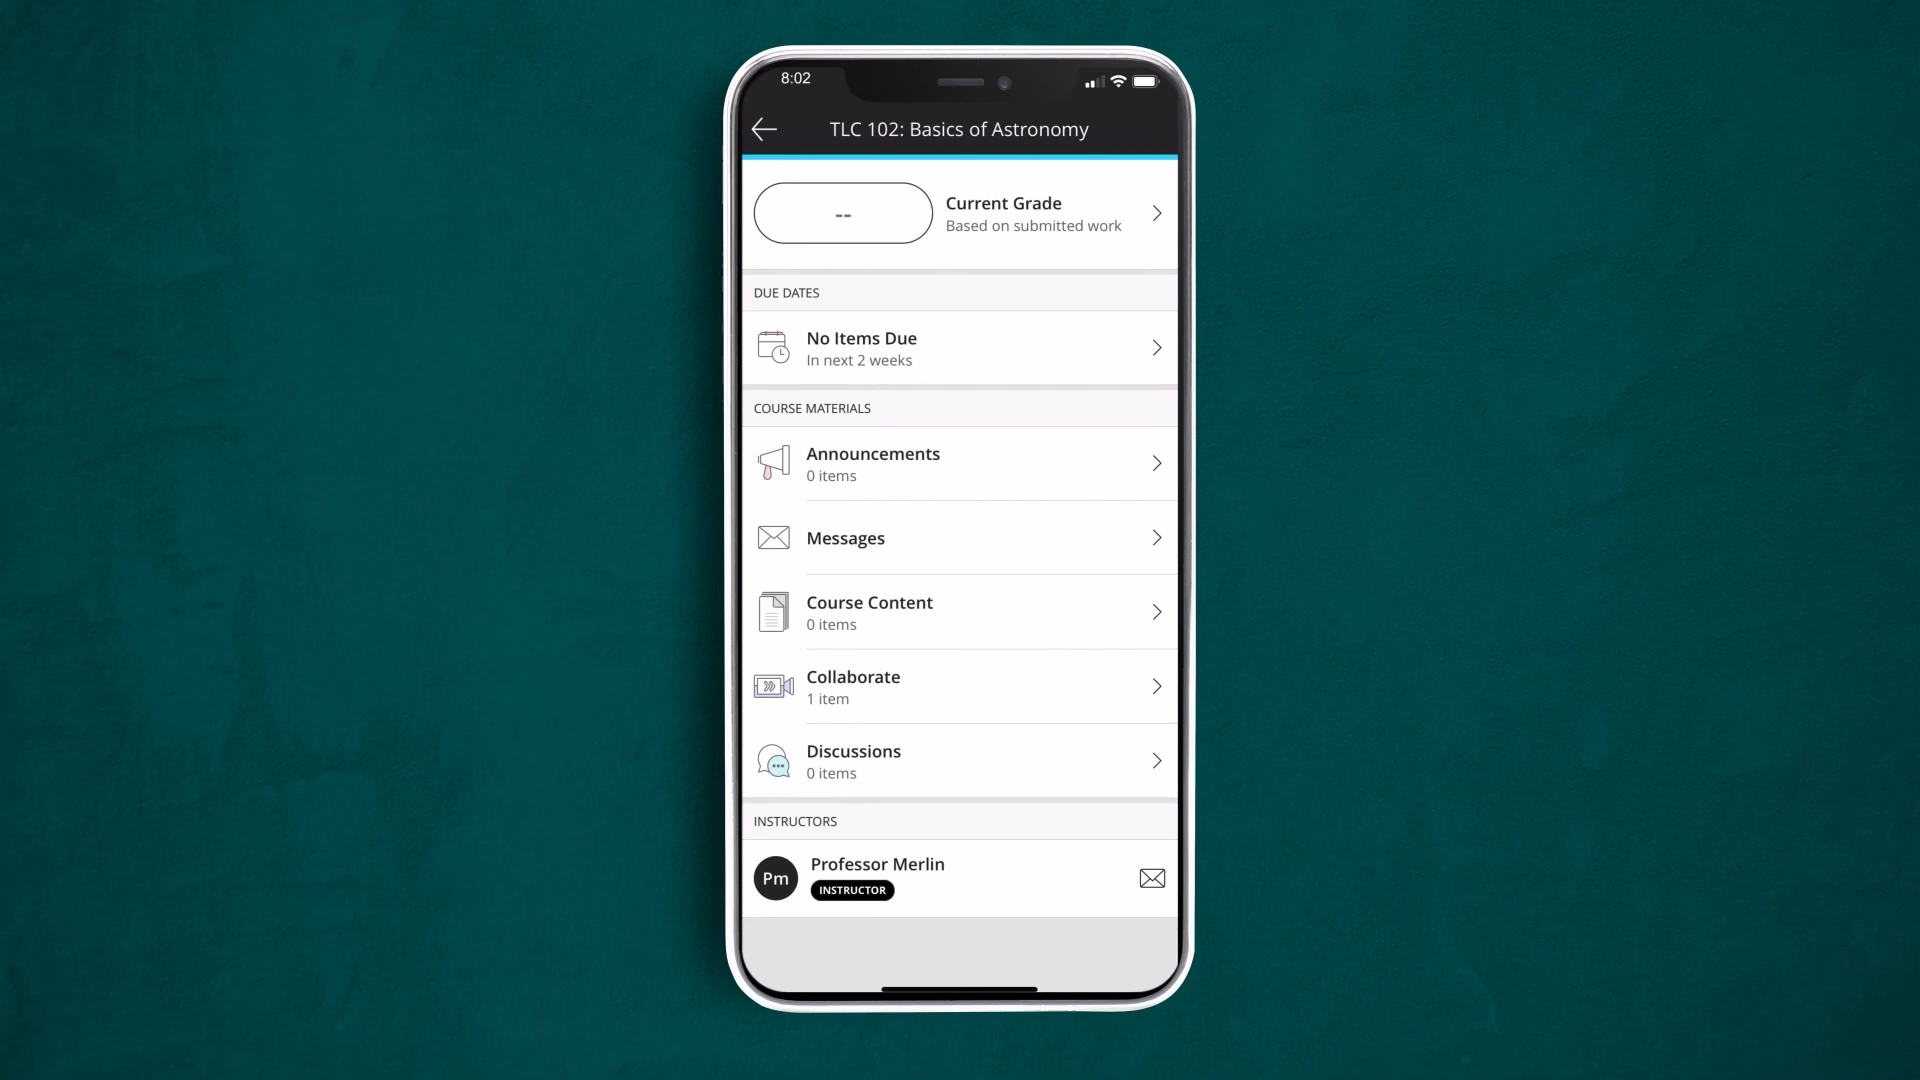 8:02
TLC 102: Basics of Astronomy
--
Current Grade
Based on submitted work
DUE DATES
No Items Due
In next 2 weeks
COURSE MATERIALS
Announcements
0 items
Messages
Course Content
0 items
Collaborate
1 item
Discussions
0 items
INSTRUCTORS
Pm
Professor Merlin
INSTRUCTOR